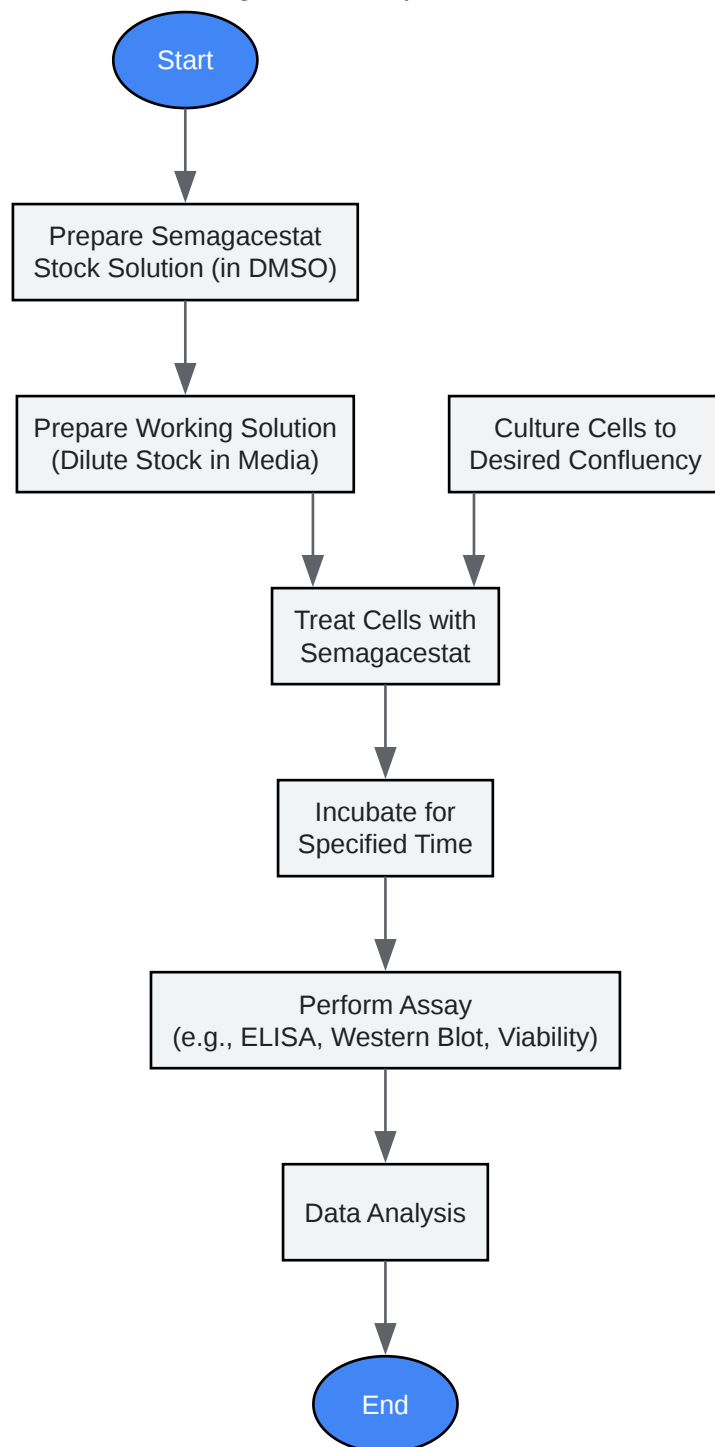 Start
Prepare Semagacestat
Stock Solution (in DMSO)
Prepare Working Solution
(Dilute Stock in Media)
Culture Cells to
Desired Confluency
Treat Cells with
Semagacestat
Incubate for
Specified Time
Perform Assay
(e.g., ELISA, Western Blot, Viability)
Data Analysis
End